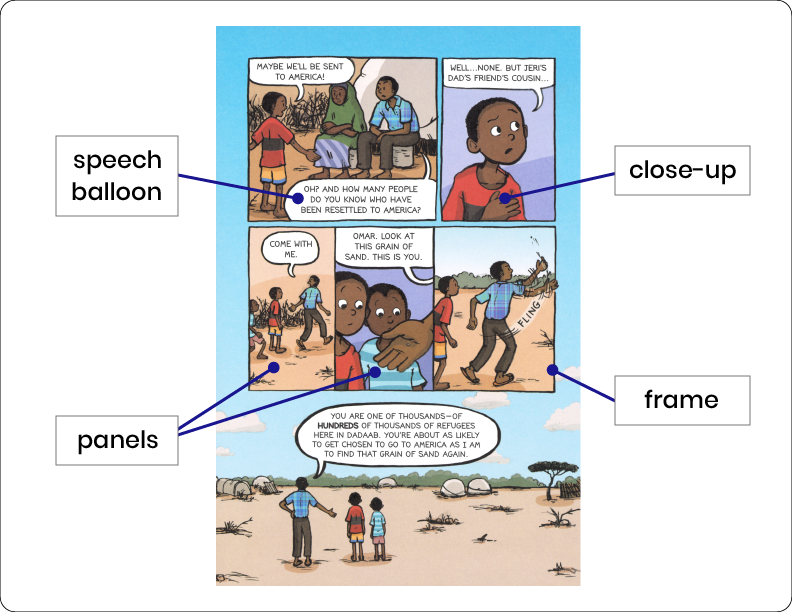 MAYBE WE'LL BE SENT
TO AMERICA!
WELL...NONE. BUT JERI'S
DAD'S FRIEND'S COUSIN...
speech
balloon
close-up
OH? AND HOW MANY PEOPLE
DO YOU KNOW WHO HAVE
BEEN RESETTLED TO AMERICA?
COME WITH
ME.
OMAR. LOOK AT
THIS GRAIN OF
SAND. THIS IS YOU.
FLING
frame
panels
YOU ARE ONE OF THOUSANDS—OF
HUNDREDS OF THOUSANDS OF REFUGEES
HERE IN DADAAB. YOU'RE ABOUT AS LIKELY
TO GET CHOSEN TO GO TO AMERICA AS I AM
TO FIND THAT GRAIN OF SAND AGAIN.